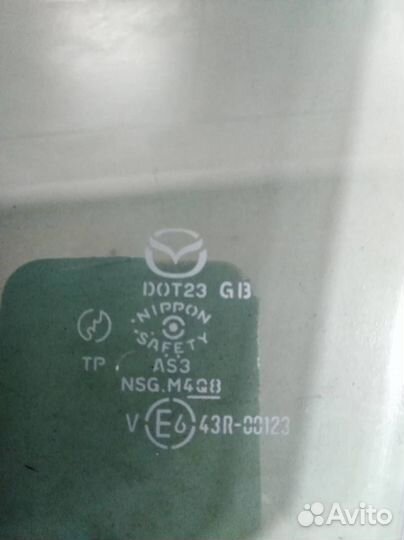 DOT23 GB
NIPPON
SAFETY
TP AS3
NSG.M4Q8
V E6 43R-00123
Avito